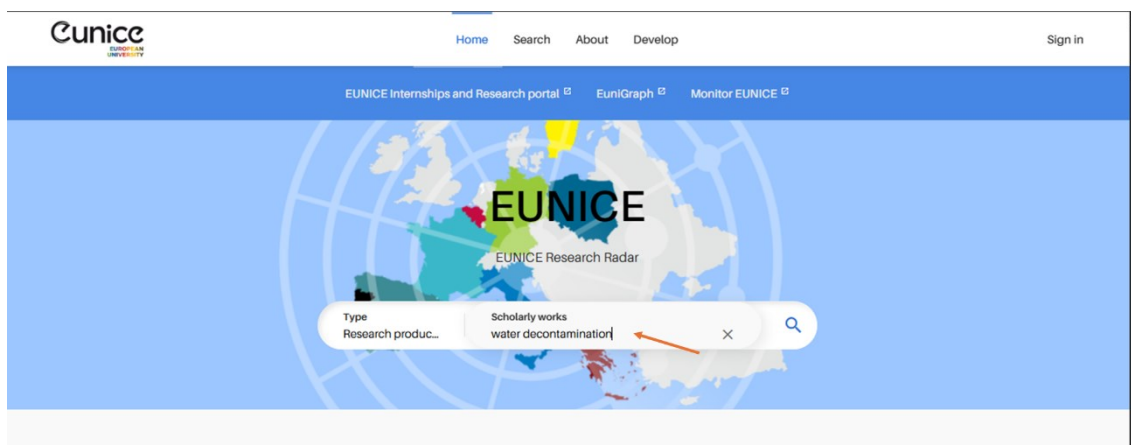 eunice
EUROPEAN
UNIVERSITY
Home Search About Develop
Sign in
EUNICE Internships and Research portal EuniGraph Monitor EUNICE
EUNICE
EUNICE Research Radar
Type
Research produc...
Scholarly works
water decontamination